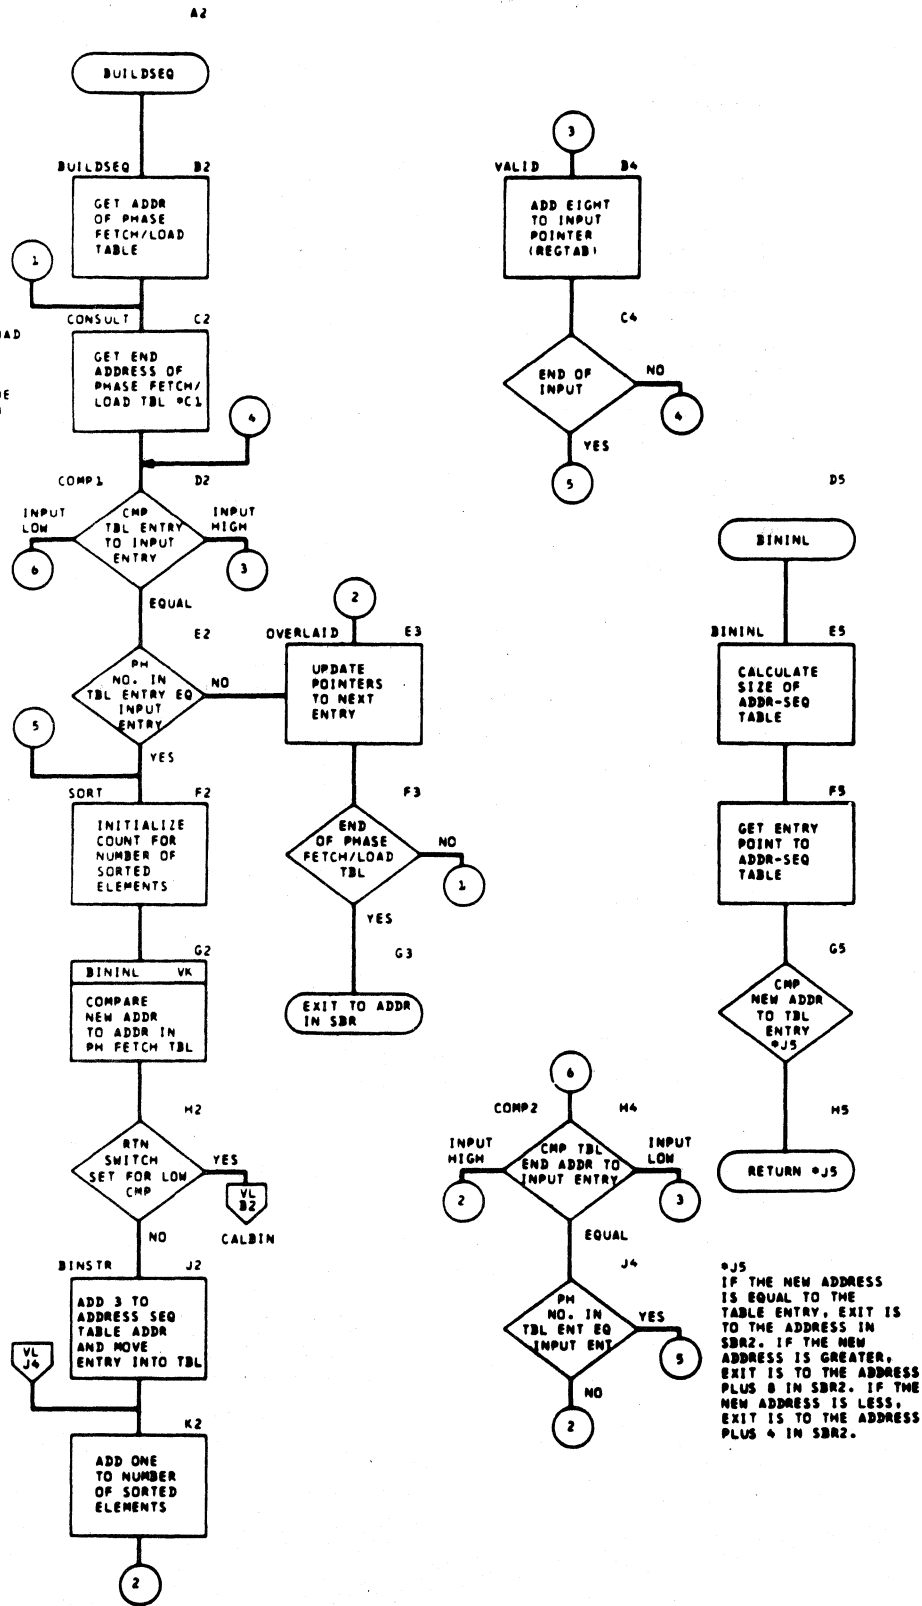 A2
BUILDSEQ
BUILDSEQ B2
GET ADDR
OF PHASE
FETCH/LOAD
TABLE
1
CONSULT C2
GET END
ADDRESS OF
PHASE FETCH/
LOAD TBL *C1
4
COMP1 D2
INPUT
LOW
CMP
TBL ENTRY
TO INPUT
ENTRY
INPUT
HIGH
6
3
EQUAL
E2
PH
NO. IN
TBL ENTRY EQ
INPUT
ENTRY
NO
5
YES
SORT F2
INITIALIZE
COUNT FOR
NUMBER OF
SORTED
ELEMENTS
G2
BININL VK
COMPARE
NEW ADDR
TO ADDR IN
PH FETCH TBL
H2
RTN
SWITCH
SET FOR LOW
CMP
YES
VL
B2
CALBIN
NO
BINSTR J2
ADD 3 TO
ADDRESS SEQ
TABLE ADDR
AND MOVE
ENTRY INTO TBL
VL
J4
K2
ADD ONE
TO NUMBER
OF SORTED
ELEMENTS
2
2
OVERLAID E3
UPDATE
POINTERS
TO NEXT
ENTRY
F3
END
OF PHASE
FETCH/LOAD
TBL
NO
1
YES
G3
EXIT TO ADDR
IN SBR
3
VALID B4
ADD EIGHT
TO INPUT
POINTER
(REGTAB)
C4
END OF
INPUT
NO
4
YES
5
6
COMP2 H4
INPUT
HIGH
CMP TBL
END ADDR TO
INPUT ENTRY
INPUT
LOW
2
3
EQUAL
J4
PH
NO. IN
TBL ENT EQ
INPUT ENT
YES
5
NO
2
D5
BININL
BININL E5
CALCULATE
SIZE OF
ADDR-SEQ
TABLE
F5
GET ENTRY
POINT TO
ADDR-SEQ
TABLE
G5
CMP
NEW ADDR
TO TBL
ENTRY
*J5
H5
RETURN *J5
*J5
IF THE NEW ADDRESS
IS EQUAL TO THE
TABLE ENTRY, EXIT IS
TO THE ADDRESS IN
SBR2. IF THE NEW
ADDRESS IS GREATER,
EXIT IS TO THE ADDRESS
PLUS 8 IN SBR2. IF THE
NEW ADDRESS IS LESS,
EXIT IS TO THE ADDRESS
PLUS 4 IN SBR2.